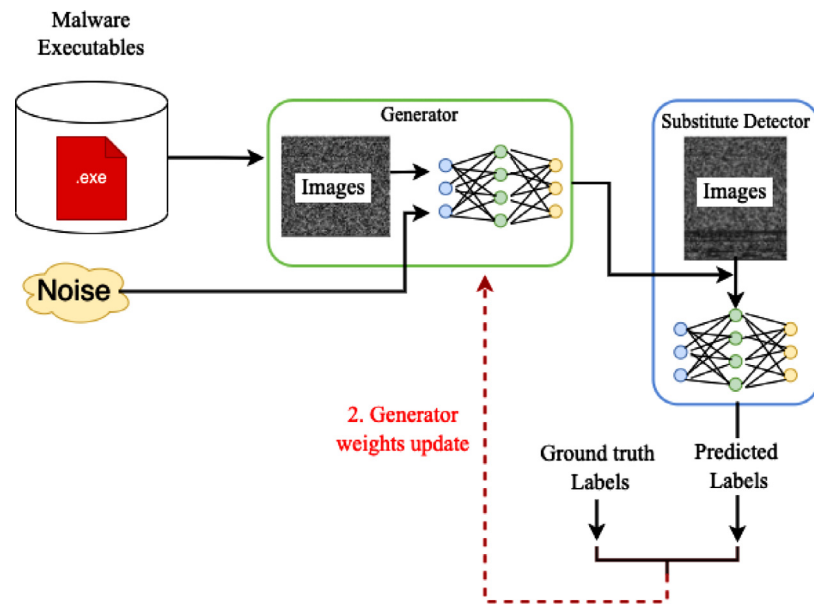 Malware
Executables
.exe
Noise
Generator
Images
Substitute Detector
Images
2. Generator
weights update
Ground truth
Labels
Predicted
Labels